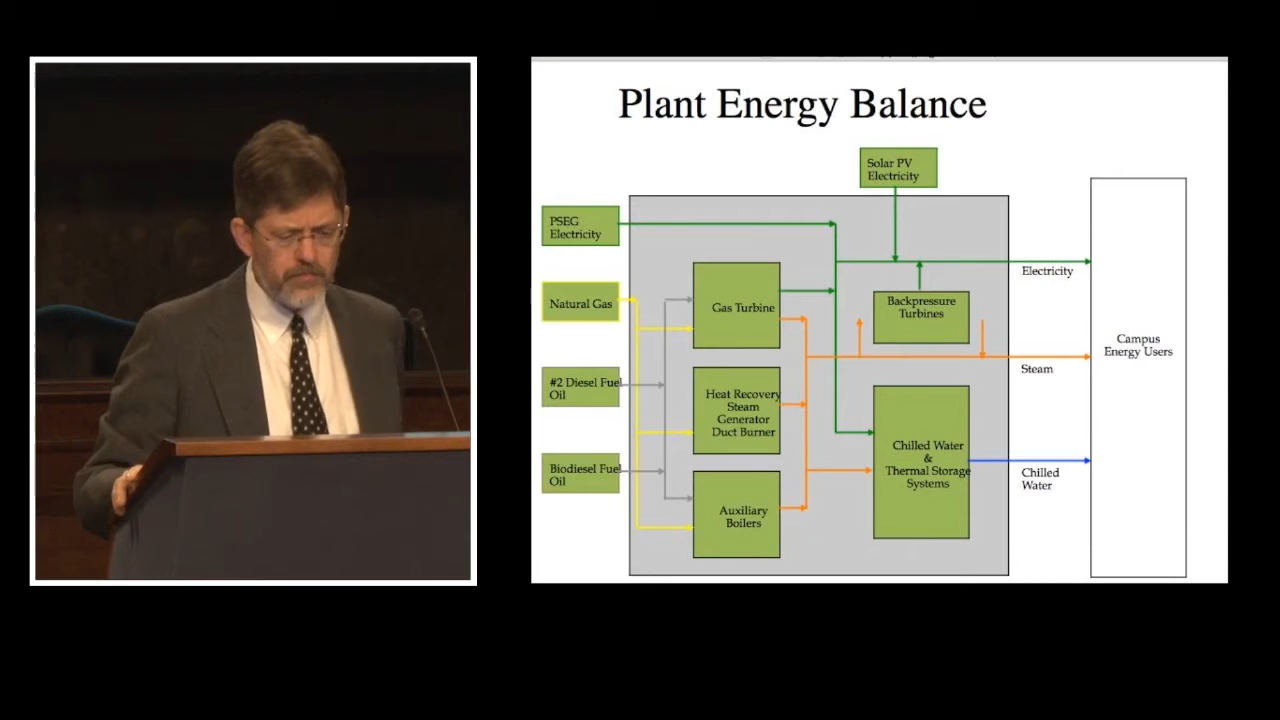 Plant Energy Balance
Solar PV
Electricity
PSEG
Electricity
Natural Gas
#2 Diesel Fuel
Oil
Biodiesel Fuel
Oil
Gas Turbine
Heat Recovery
Steam
Generator
Duct Burner
Auxiliary
Boilers
Backpressure
Turbines
Chilled Water
&
Thermal Storage
Systems
Electricity
Steam
Chilled
Water
Campus
Energy Users